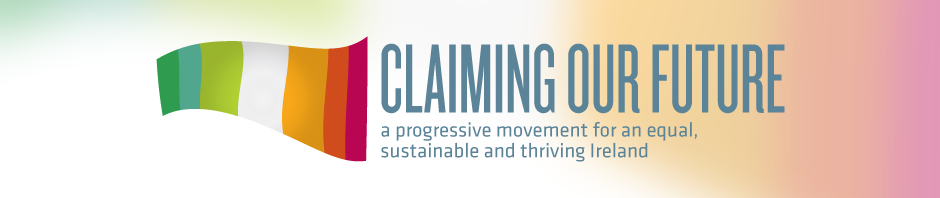 CLAIMING OUR FUTURE
a progressive movement for an equal,
sustainable and thriving Ireland